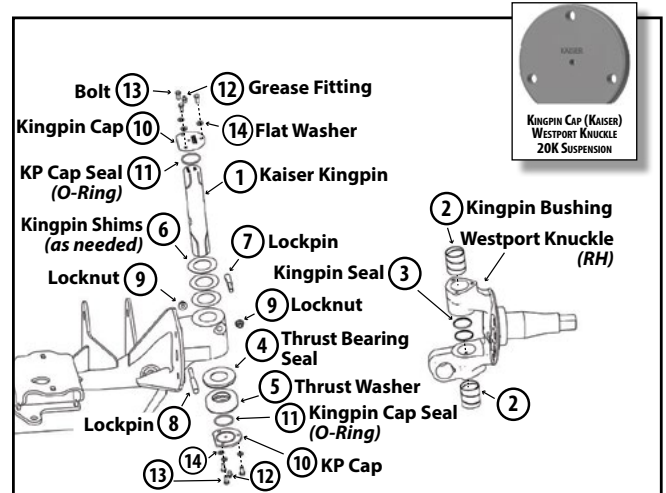 KAISER
KINGPIN CAP (KAISER)
WESTPORT KNUCKLE
20K SUSPENSION
Bolt 13
12 Grease Fitting
Kingpin Cap 10
14 Flat Washer
KP Cap Seal 11
(O-Ring)
1 Kaiser Kingpin
Kingpin Shims 6
(as needed)
7 Lockpin
2 Kingpin Bushing
Westport Knuckle
(RH)
Kingpin Seal 3
Locknut 9
9 Locknut
4 Thrust Bearing
Seal
5 Thrust Washer
2
Lockpin 8
11 Kingpin Cap Seal
(O-Ring)
14
10 KP Cap
13
12